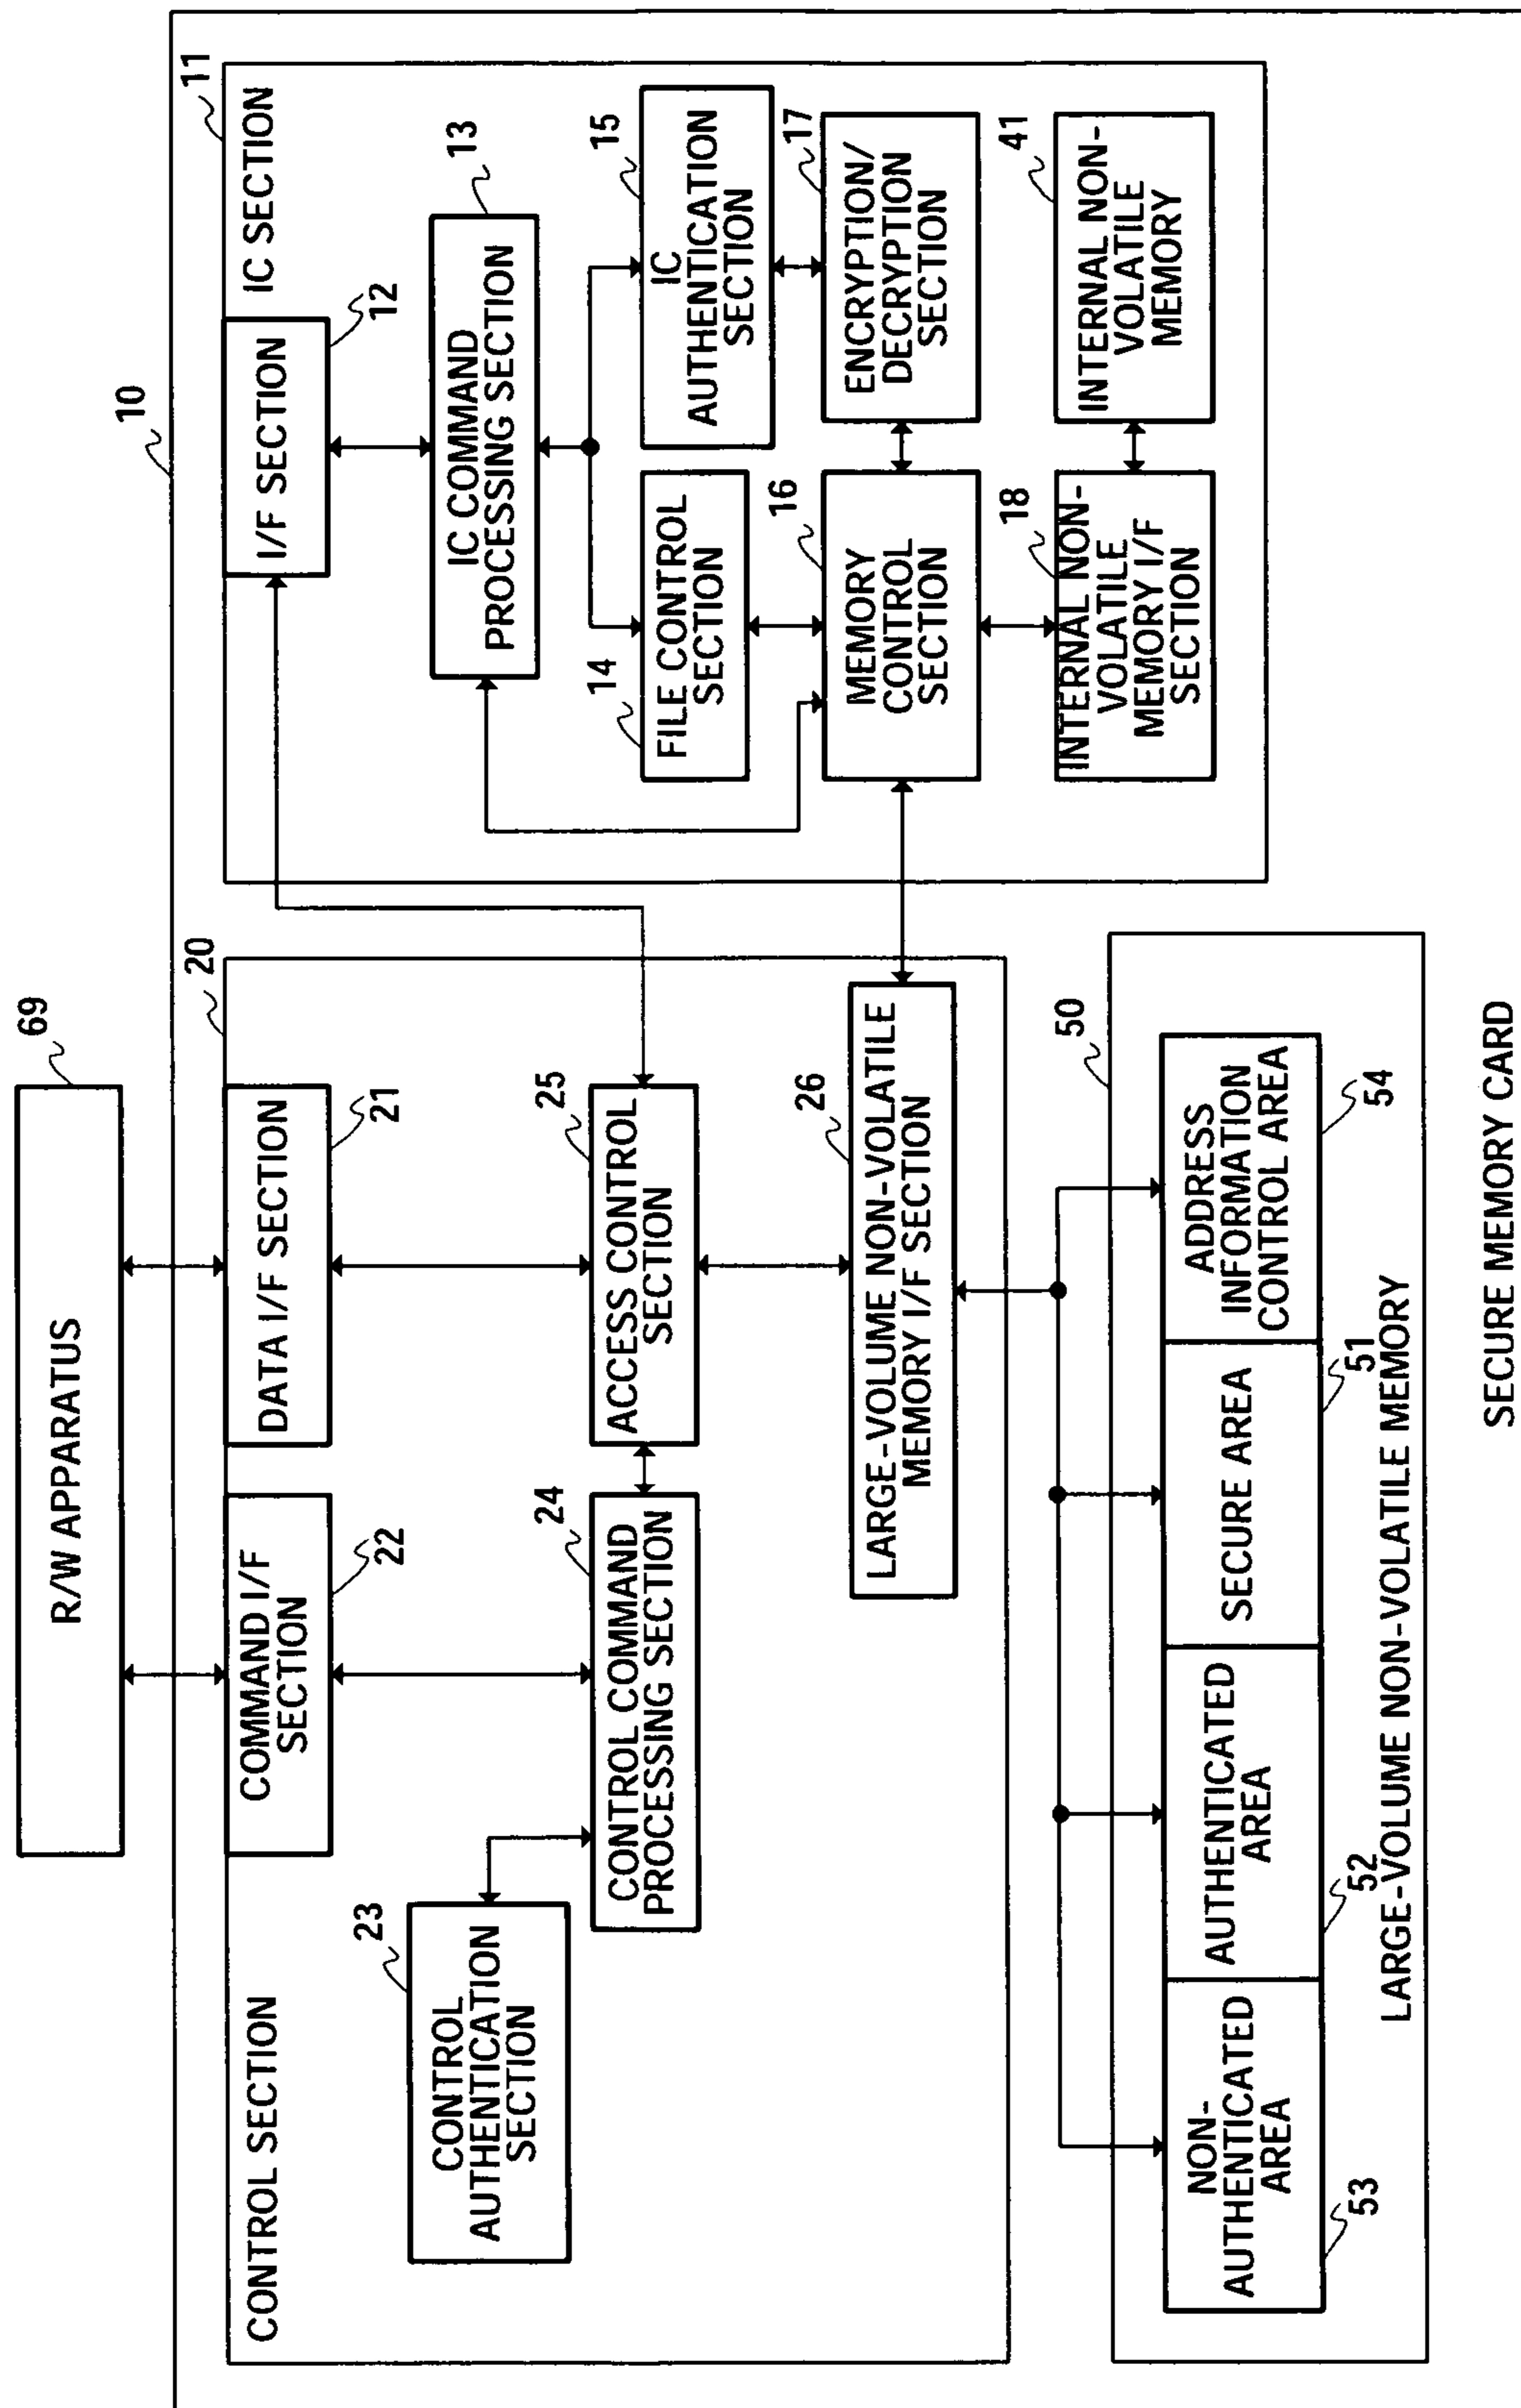 69
R/W APPARATUS
10
20
CONTROL SECTION
COMMAND I/F
SECTION
22
DATA I/F SECTION
21
23
CONTROL
AUTHENTICATION
SECTION
24
CONTROL COMMAND
PROCESSING SECTION
25
ACCESS CONTROL
SECTION
26
LARGE-VOLUME NON-VOLATILE
MEMORY I/F SECTION
11
IC SECTION
I/F SECTION
12
IC COMMAND
PROCESSING SECTION
13
14
FILE CONTROL
SECTION
15
IC
AUTHENTICATION
SECTION
16
MEMORY
CONTROL
SECTION
17
ENCRYPTION/
DECRYPTION
SECTION
18
INTERNAL NON-
VOLATILE
MEMORY I/F
SECTION
41
INTERNAL NON-
VOLATILE
MEMORY
50
NON-
AUTHENTICATED
AREA
53
AUTHENTICATED
AREA
52
SECURE AREA
51
ADDRESS
INFORMATION
CONTROL AREA
54
LARGE-VOLUME NON-VOLATILE MEMORY
SECURE MEMORY CARD